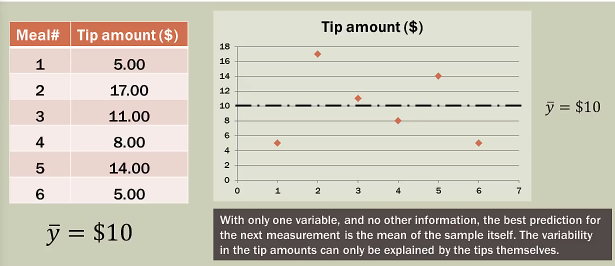 Meal# Tip amount ($)
1 5.00
2 17.00
3 11.00
4 8.00
5 14.00
6 5.00
ȳ = $10
Tip amount ($)
18
16
14
12
10
8
6
4
2
0
0 1 2 3 4 5 6 7
ȳ = $10
With only one variable, and no other information, the best prediction for
the next measurement is the mean of the sample itself. The variability
in the tip amounts can only be explained by the tips themselves.